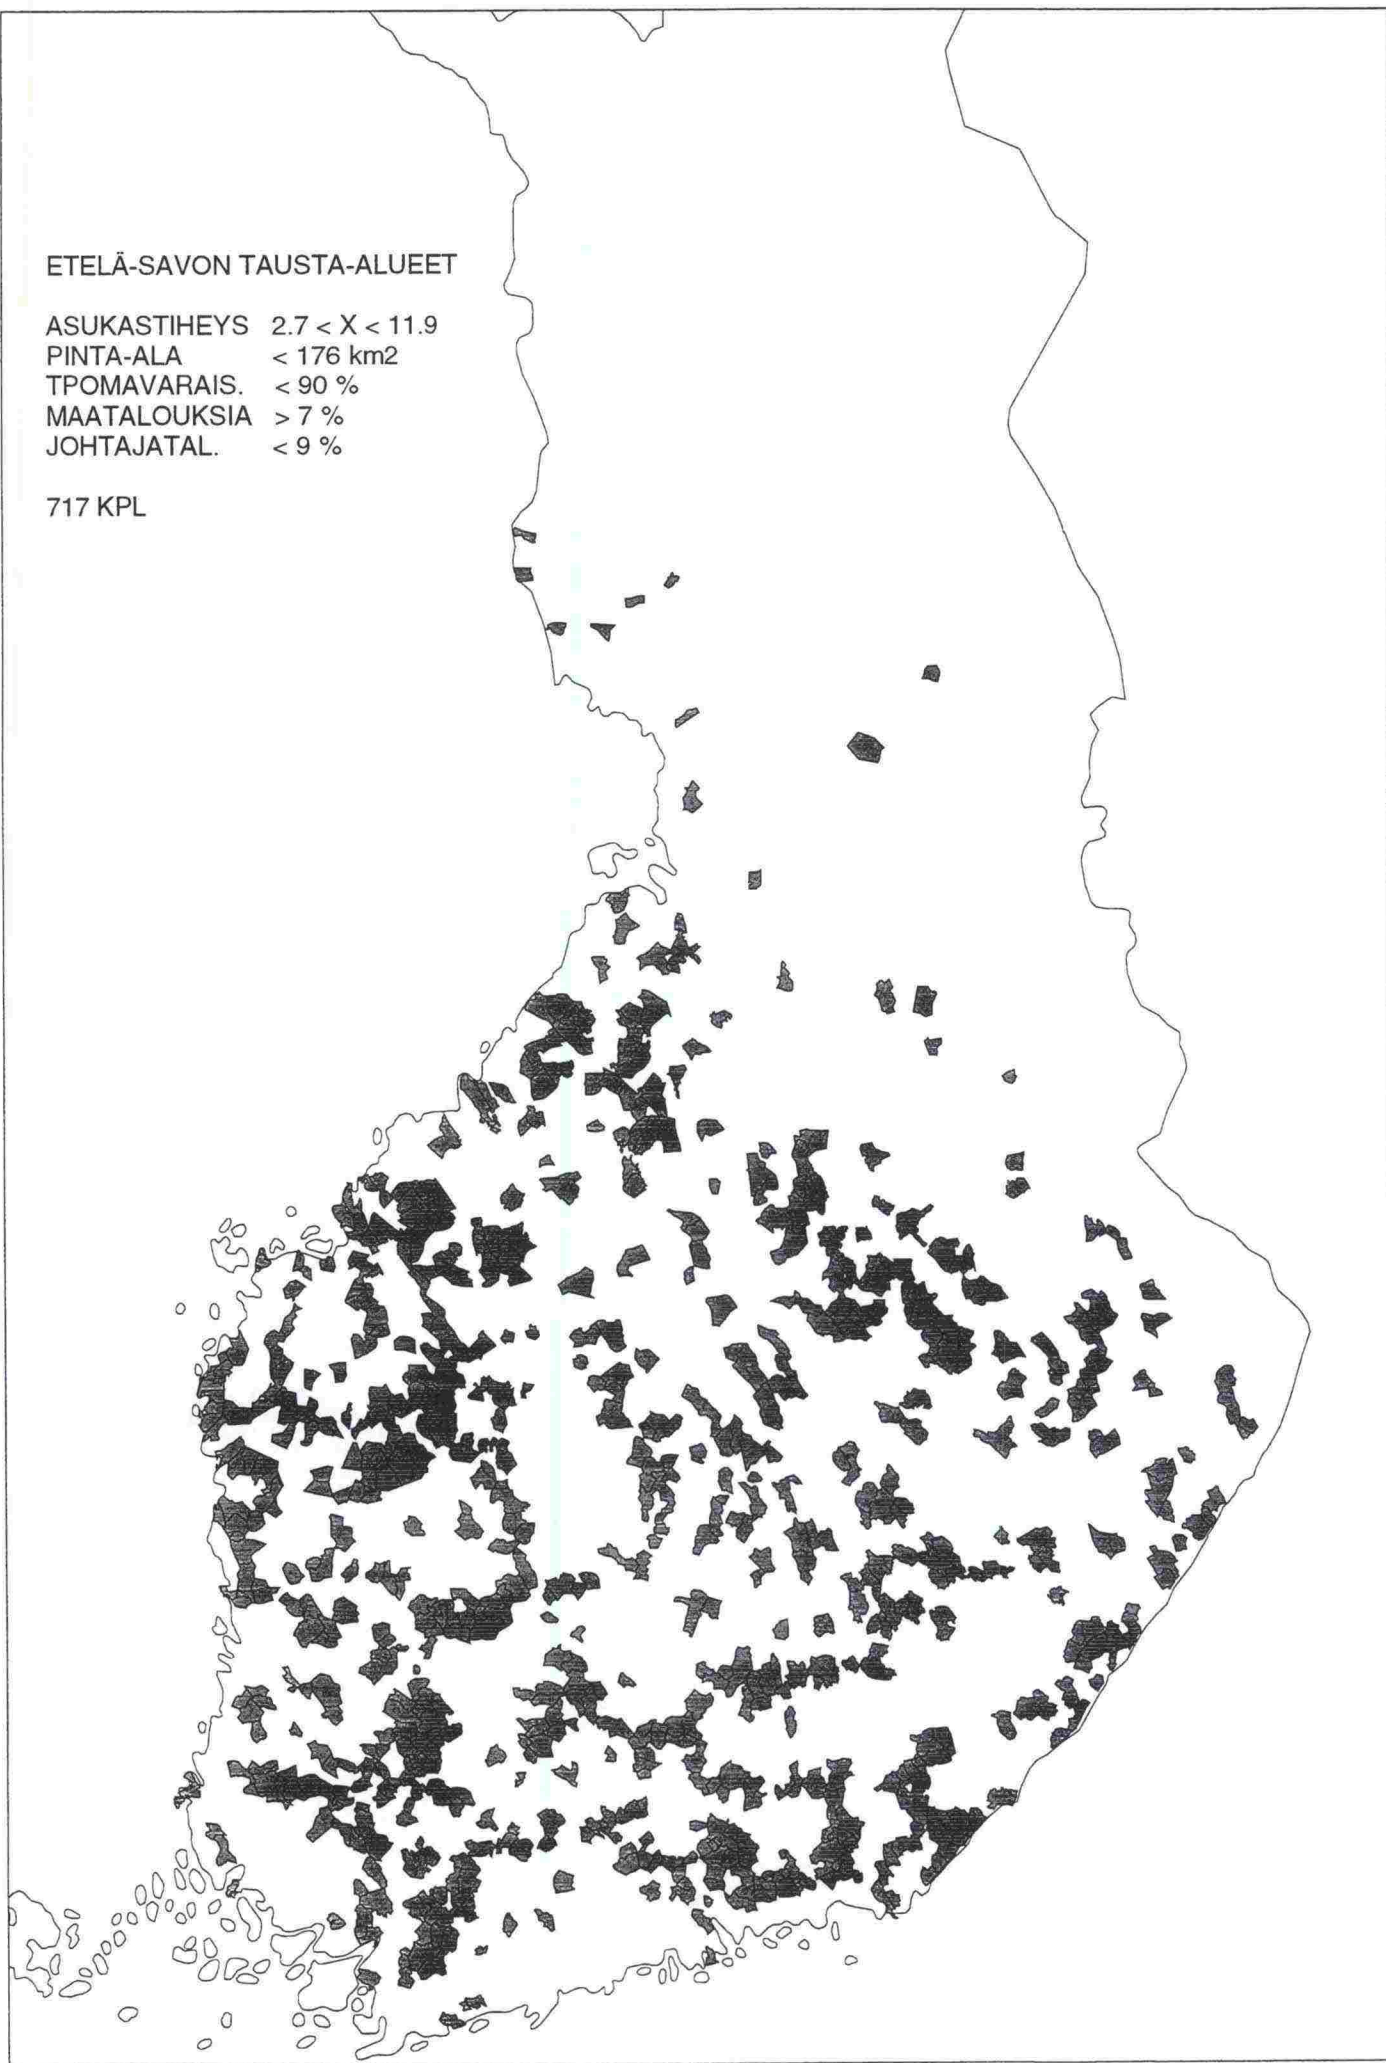 ETELÄ-SAVON TAUSTA-ALUEET
ASUKASTIHEYS 2.7 < X < 11.9
PINTA-ALA < 176 km2
TPOMAVARAIS. < 90 %
MAATALOUKSIA > 7 %
JOHTAJATAL. < 9 %
717 KPL